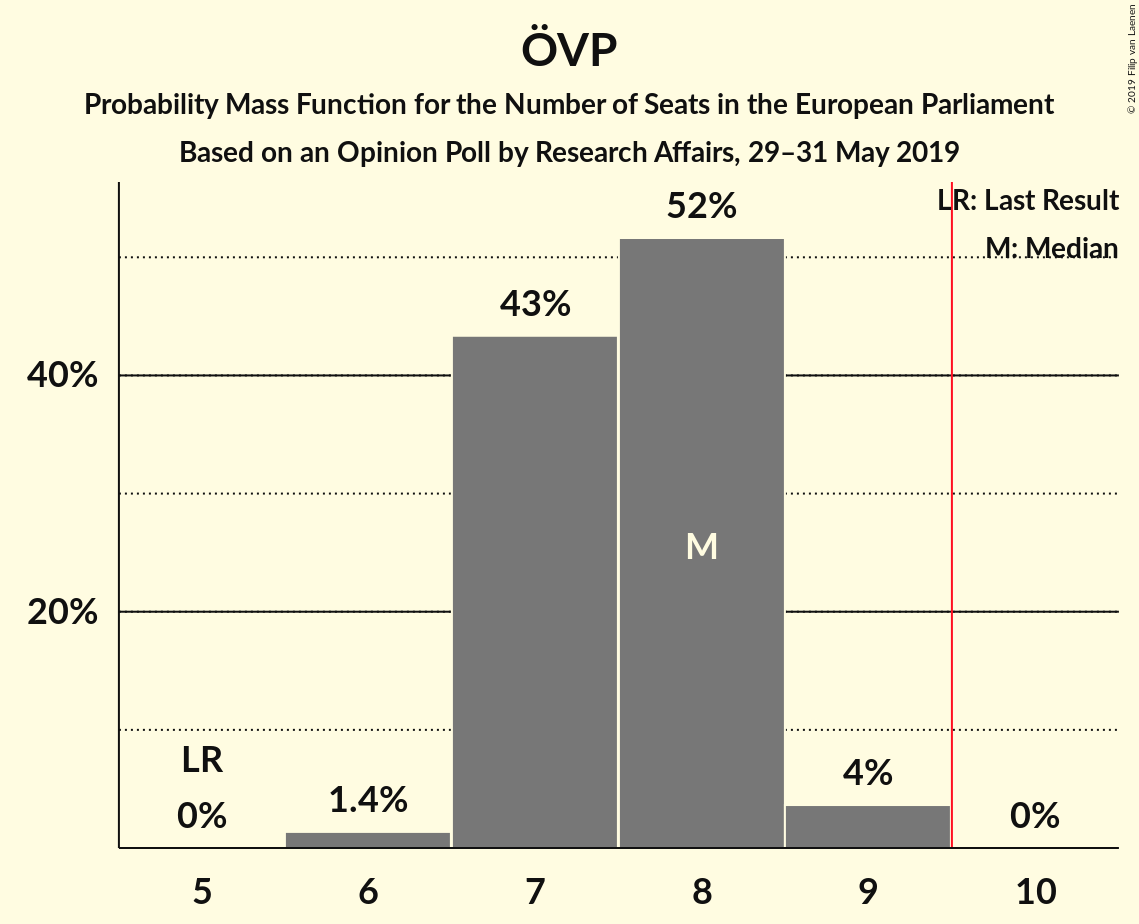 ÖVP
Probability Mass Function for the Number of Seats in the European Parliament
Based on an Opinion Poll by Research Affairs, 29–31 May 2019
© 2019 Filip van Laenen
LR: Last Result
M: Median
52%
43%
40%
M
20%
LR
4%
1.4%
0%
0%
5 6 7 8 9 10